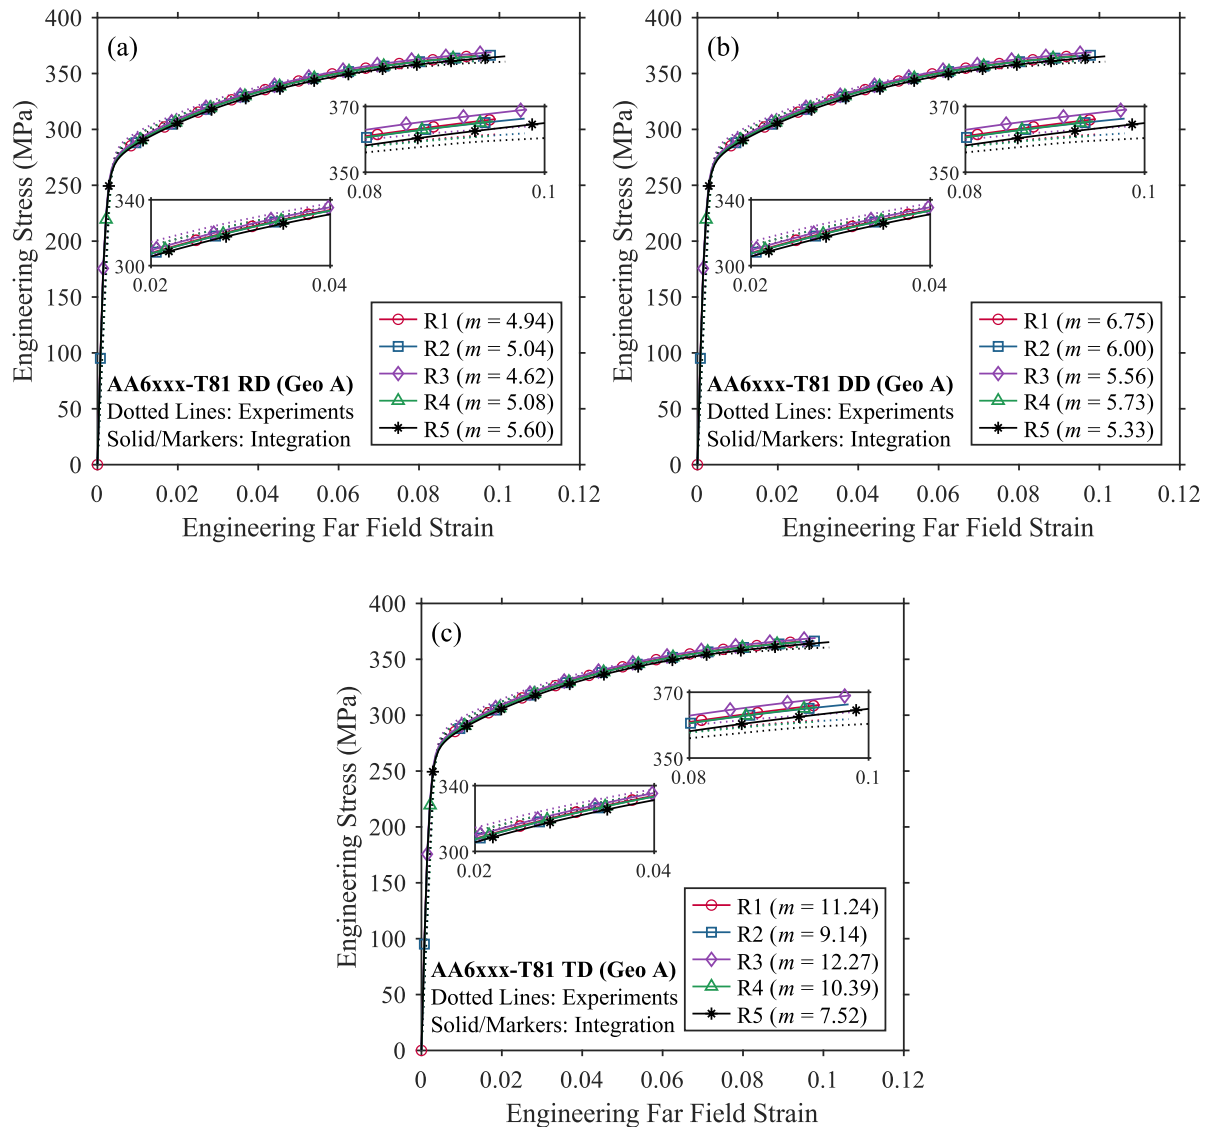 (a)
400
350
300
250
200
150
100
50
0
Engineering Stress (MPa)
370
350
0.08
0.1
340
300
0.02
0.04
R1 (m = 4.94)
R2 (m = 5.04)
R3 (m = 4.62)
R4 (m = 5.08)
R5 (m = 5.60)
AA6xxx-T81 RD (Geo A)
Dotted Lines: Experiments
Solid/Markers: Integration
0 0.02 0.04 0.06 0.08 0.1 0.12
Engineering Far Field Strain
(b)
400
350
300
250
200
150
100
50
0
Engineering Stress (MPa)
370
350
0.08
0.1
340
300
0.02
0.04
R1 (m = 6.75)
R2 (m = 6.00)
R3 (m = 5.56)
R4 (m = 5.73)
R5 (m = 5.33)
AA6xxx-T81 DD (Geo A)
Dotted Lines: Experiments
Solid/Markers: Integration
0 0.02 0.04 0.06 0.08 0.1 0.12
Engineering Far Field Strain
(c)
400
350
300
250
200
150
100
50
0
Engineering Stress (MPa)
370
350
0.08
0.1
340
300
0.02
0.04
R1 (m = 11.24)
R2 (m = 9.14)
R3 (m = 12.27)
R4 (m = 10.39)
R5 (m = 7.52)
AA6xxx-T81 TD (Geo A)
Dotted Lines: Experiments
Solid/Markers: Integration
0 0.02 0.04 0.06 0.08 0.1 0.12
Engineering Far Field Strain